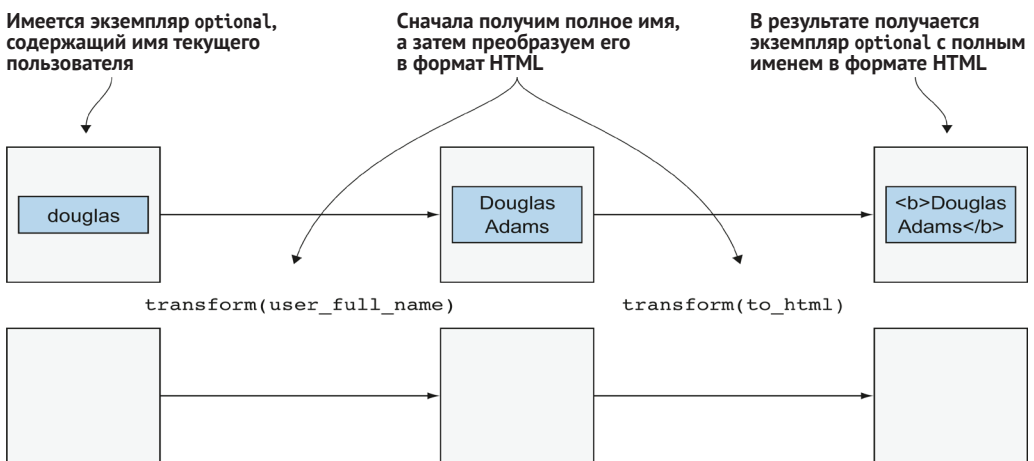 Имеется экземпляр optional,
содержащий имя текущего
пользователя
Сначала получим полное имя,
а затем преобразуем его
в формат HTML
В результате получается
экземпляр optional с полным
именем в формате HTML
douglas
Douglas
Adams
<b>Douglas
Adams</b>
transform(user_full_name)
transform(to_html)